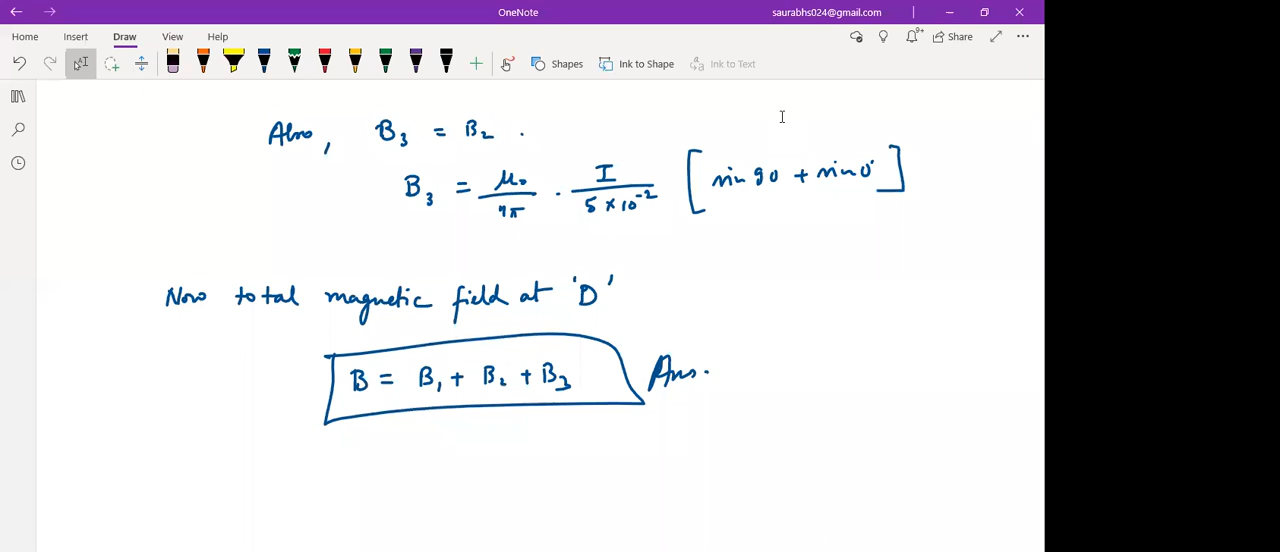 OneNote
saurabhs024@gmail.com
Home Insert Draw View Help
9+ Share
Shapes Ink to Shape Ink to Text
Also, B₃ = B₂ .
B₃ = μ₀/4π · I/5×10⁻² [sin 90 + sin 0°]
Now total magnetic field at 'D'
B = B₁ + B₂ + B₃ Ans.